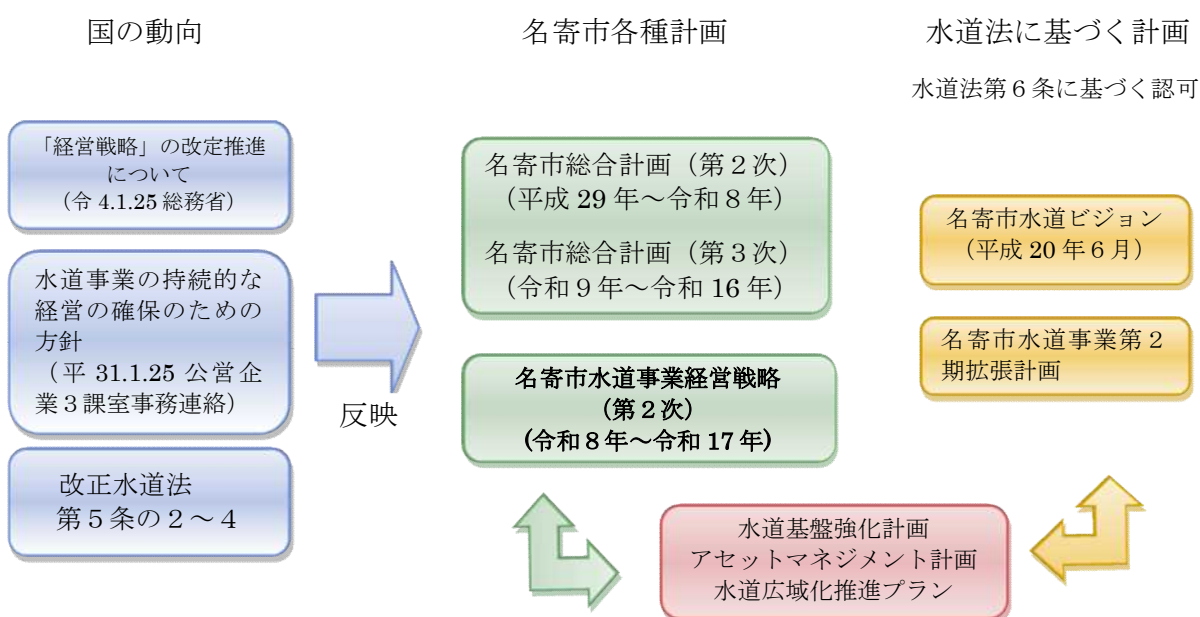 国の動向
「経営戦略」の改定推進
について
（令 4.1.25 総務省）
水道事業の持続的な
経営の確保のための
方針
（平 31.1.25 公営企
業３課室事務連絡）
改正水道法
第５条の２～４
反映
名寄市各種計画
名寄市総合計画（第２次）
（平成 29 年～令和８年）
名寄市総合計画（第３次）
（令和９年～令和 16 年）
名寄市水道事業経営戦略
(第２次)
(令和８年～令和 17 年)
水道法に基づく計画
水道法第６条に基づく認可
名寄市水道ビジョン
（平成 20 年６月）
名寄市水道事業第２
期拡張計画
水道基盤強化計画
アセットマネジメント計画
水道広域化推進プラン